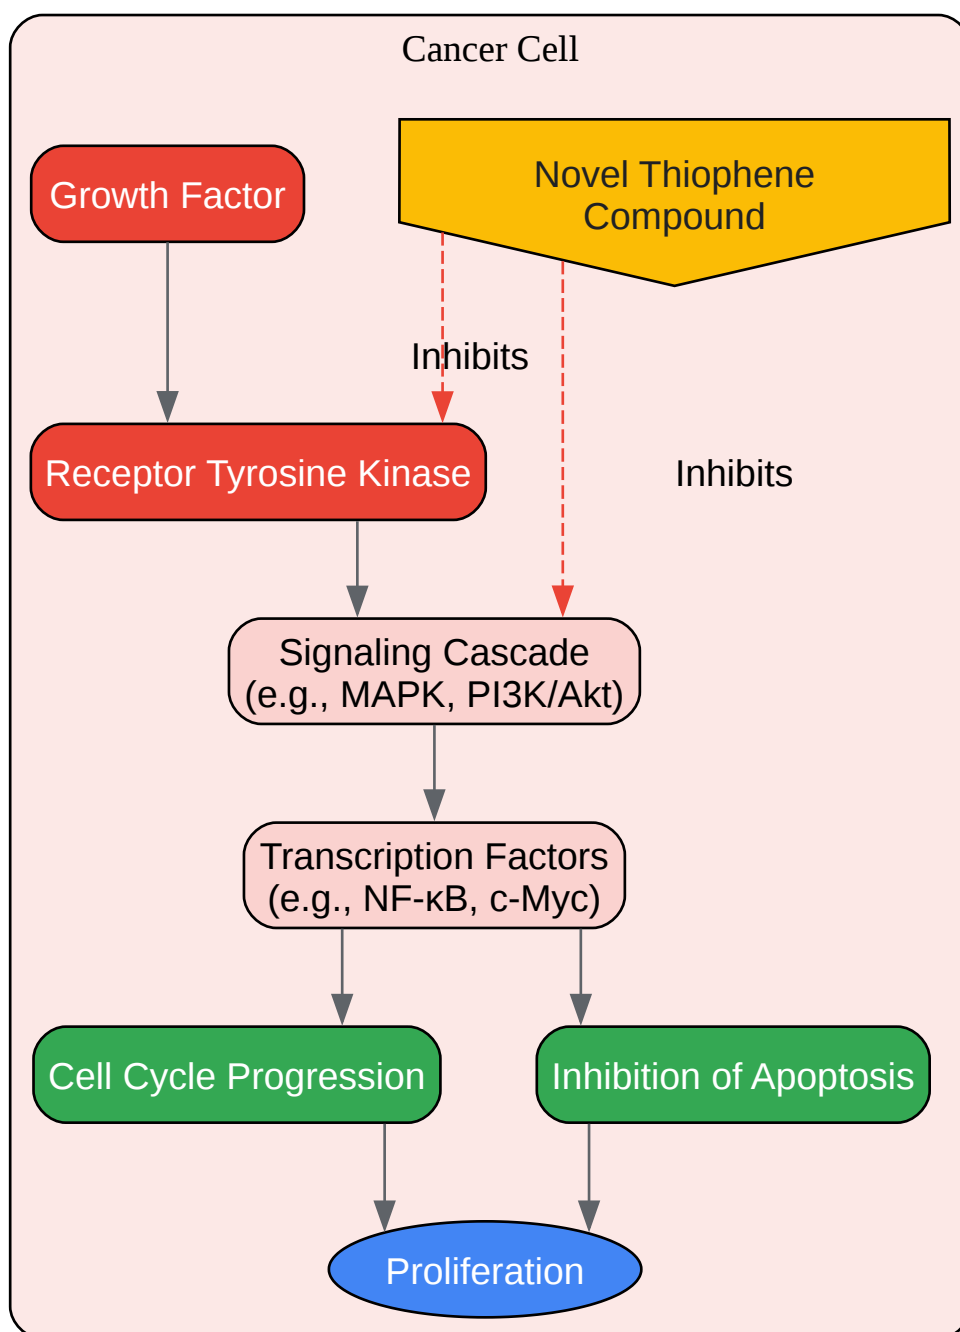 Cancer Cell
Growth Factor
Novel Thiophene
Compound
Inhibits
Receptor Tyrosine Kinase
Inhibits
Signaling Cascade
(e.g., MAPK, PI3K/Akt)
Transcription Factors
(e.g., NF-κB, c-Myc)
Cell Cycle Progression
Inhibition of Apoptosis
Proliferation